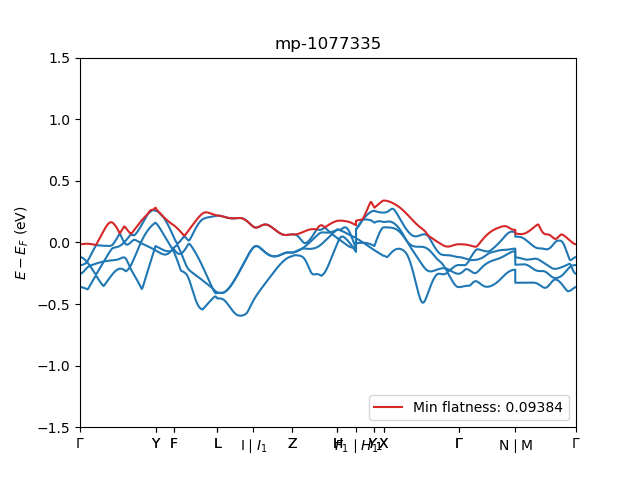 mp-1077335
E − E_F (eV)
1.5
1.0
0.5
0.0
−0.5
−1.0
−1.5
Min flatness: 0.09384
Γ Y F L I | I₁ Z X Γ N | M Γ